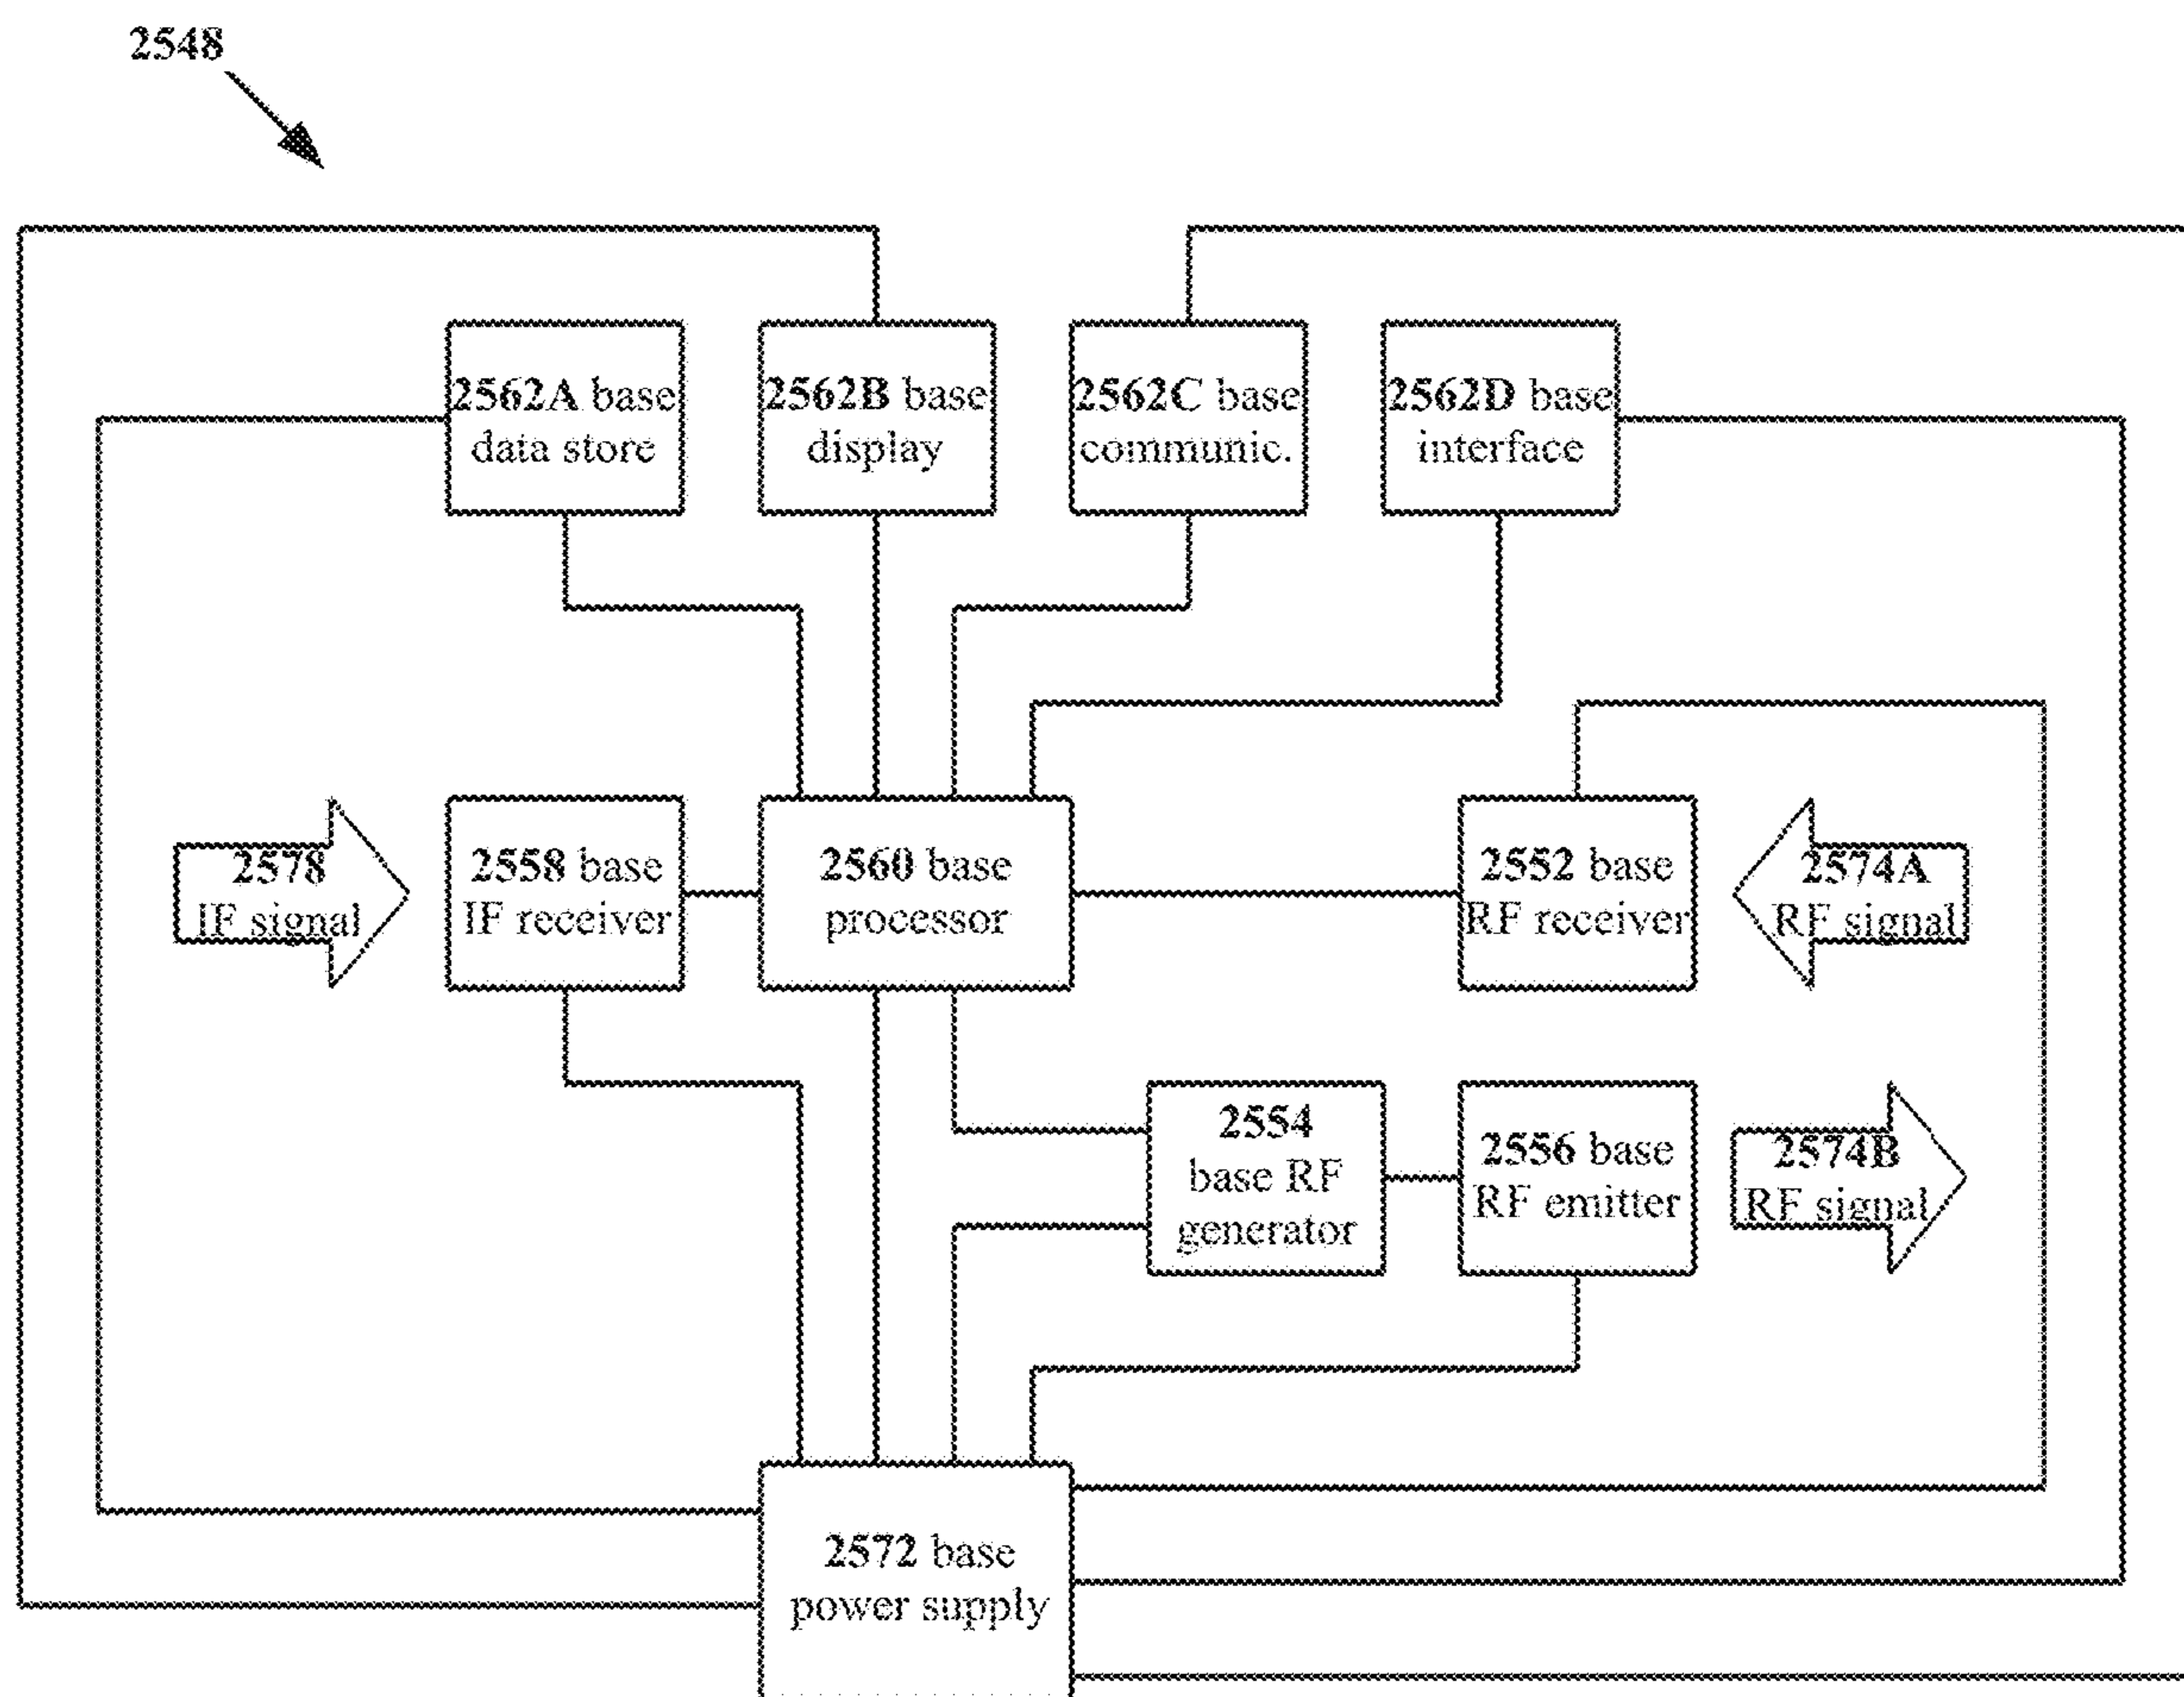 2548
2562A base
data store
2562B base
display
2562C base
communic.
2562D base
interface
2578
IF signal
2558 base
IF receiver
2560 base
processor
2552 base
RF receiver
2574A
RF signal
2554
base RF
generator
2556 base
RF emitter
2574B
RF signal
2572 base
power supply